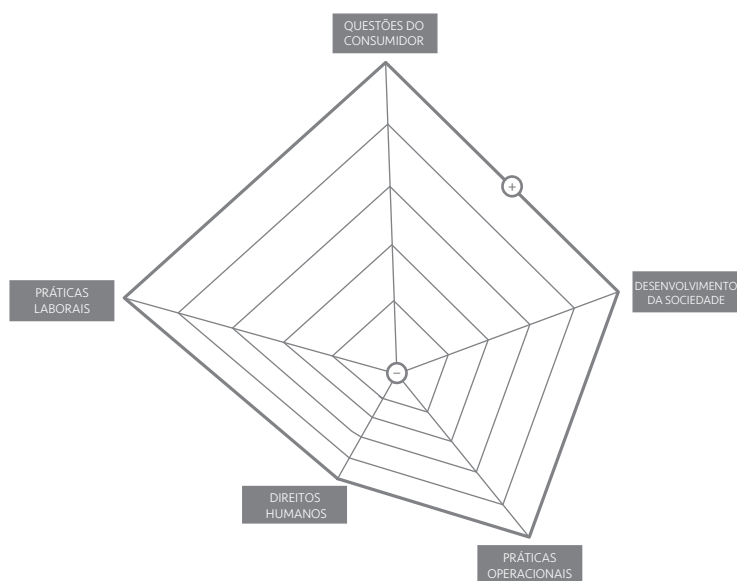 QUESTÕES DO
CONSUMIDOR
+
DESENVOLVIMENTO
DA SOCIEDADE
PRÁTICAS
LABORAIS
−
DIREITOS
HUMANOS
PRÁTICAS
OPERACIONAIS